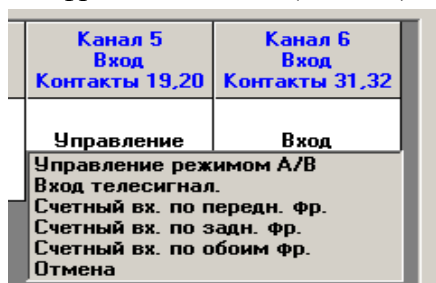 Канал 5
Вход
Контакты 19,20
Канал 6
Вход
Контакты 31,32
Управление
Вход
Управление режимом А/В
Вход телесигнал.
Счетный вх. по передн. фр.
Счетный вх. по задн. фр.
Счетный вх. по обоим фр.
Отмена